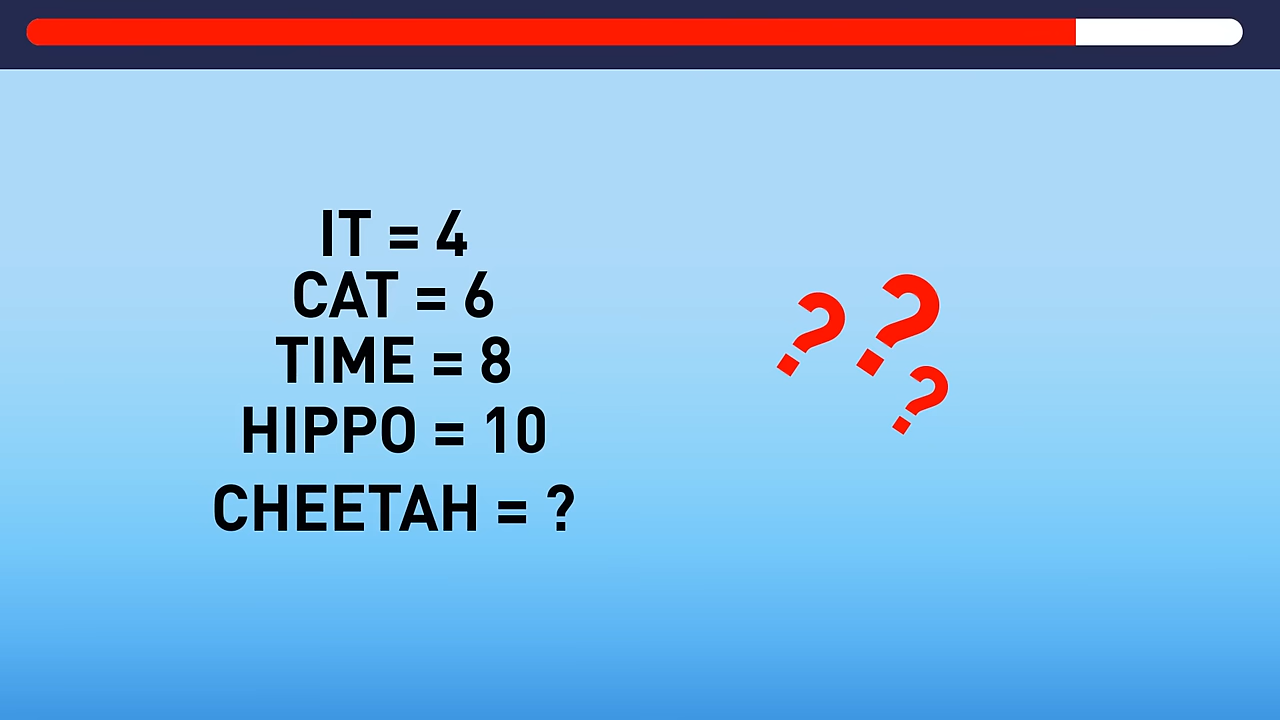 IT = 4
CAT = 6
TIME = 8
HIPPO = 10
CHEETAH = ?
? ? ?